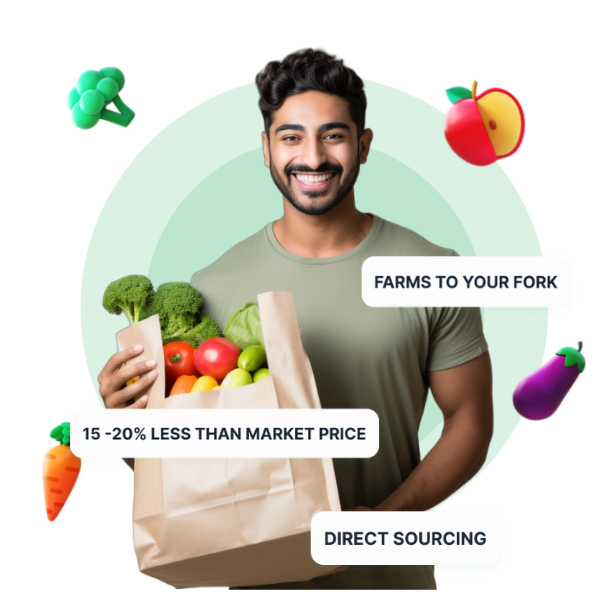 FARMS TO YOUR FORK
15 -20% LESS THAN MARKET PRICE
DIRECT SOURCING